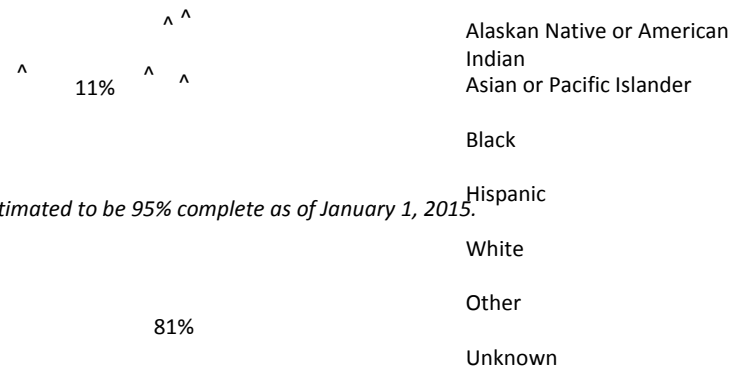 ^ ^
Alaskan Native or American
Indian
^ ^
11% ^
Asian or Pacific Islander
Black
Hispanic
timated to be 95% complete as of January 1, 2015.
White
Other
81%
Unknown